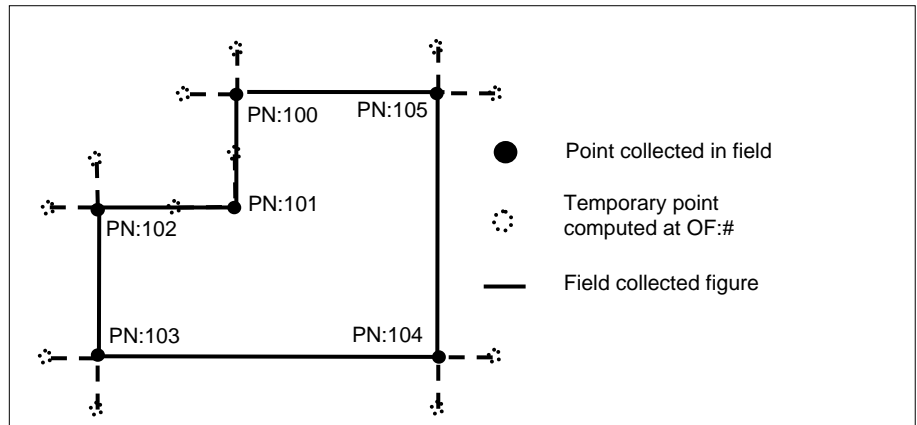 PN:100
PN:105
PN:101
PN:102
PN:103
PN:104
Point collected in field
Temporary point
computed at OF:#
Field collected figure